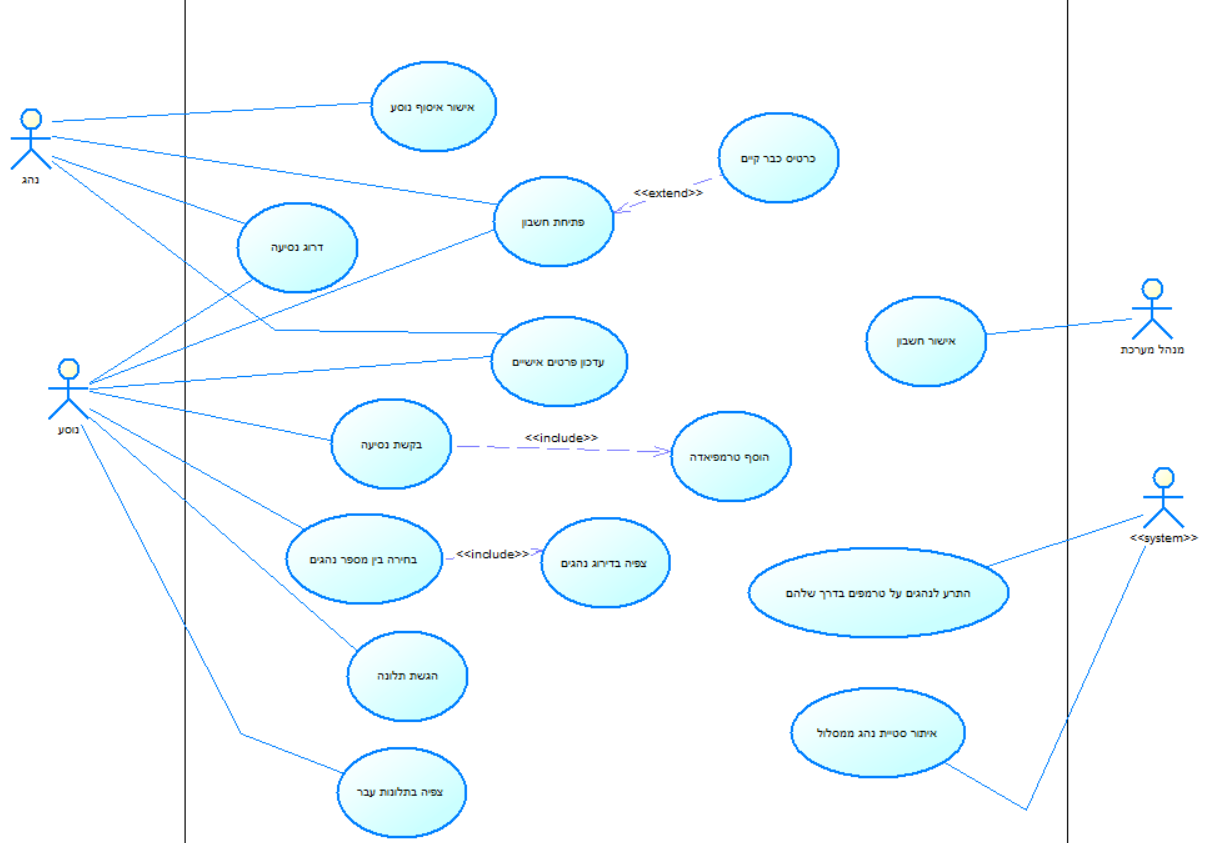 אישור איסוף נוסע
נהג
כרטיס כבר קיים
<<extend>>
פתיחת חשבון
דרוג נסיעה
אישור חשבון
מנהל מערכת
עדכון פרטים אישיים
נוסע
בקשת נסיעה
<<include>>
הוסף טרמפיאדה
<<system>>
בחירה בין מספר נהגים
<<include>>
צפיה בדירוג נהגים
התרע לנהגים על טרמפים בדרך שלהם
הגשת תלונה
איתור סטיית נהג ממסלול
צפיה בתלונות עבר